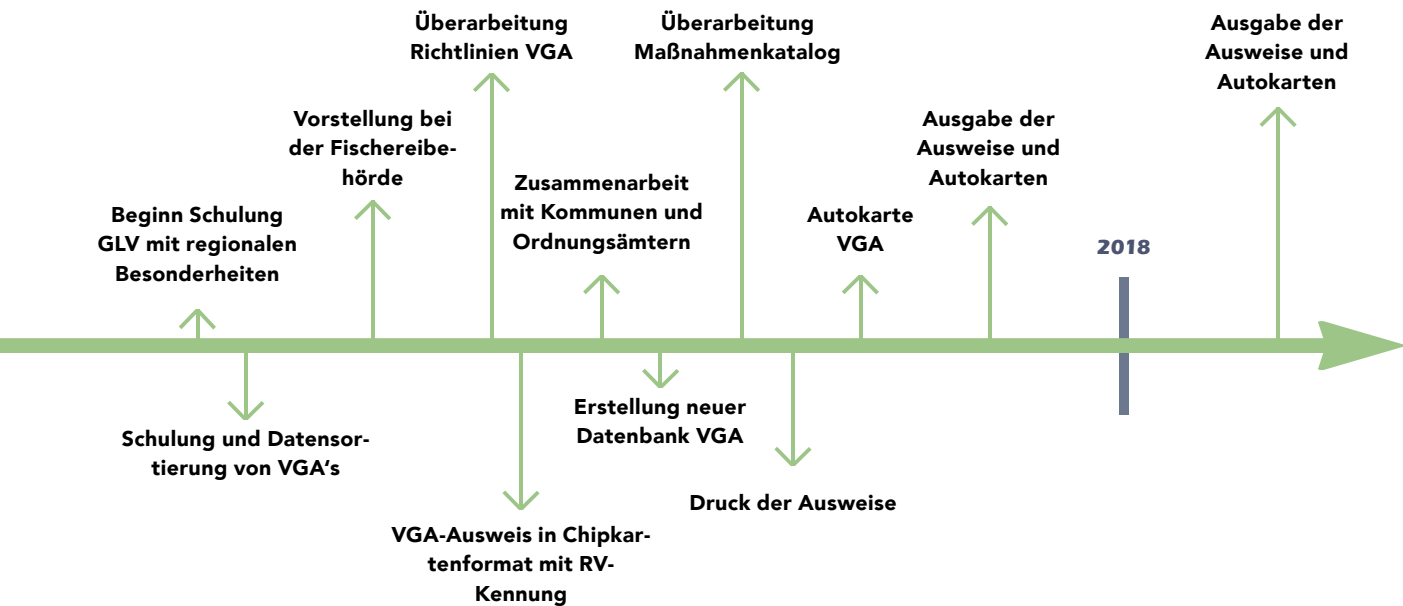 Beginn Schulung
GLV mit regionalen
Besonderheiten
Schulung und Datensor-
tierung von VGA‘s
Vorstellung bei
der Fischereibe-
hörde
Überarbeitung
Richtlinien VGA
VGA-Ausweis in Chipkar-
tenformat mit RV-
Kennung
Zusammenarbeit
mit Kommunen und
Ordnungsämtern
Erstellung neuer
Datenbank VGA
Überarbeitung
Maßnahmenkatalog
Druck der Ausweise
Autokarte
VGA
Ausgabe der
Ausweise und
Autokarten
2018
Ausgabe der
Ausweise und
Autokarten